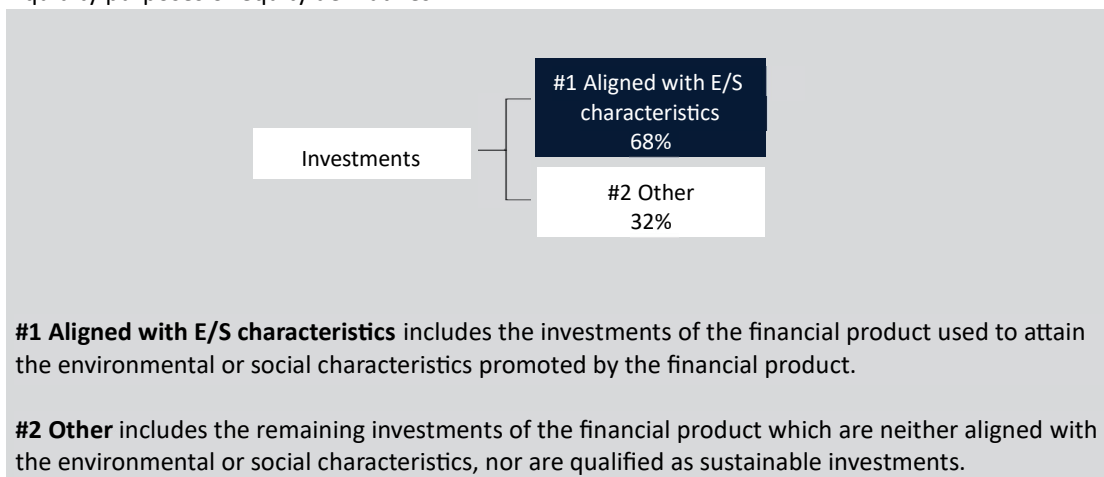 #1 Aligned with E/S
characteristics
68%
Investments
#2 Other
32%
#1 Aligned with E/S characteristics includes the investments of the financial product used to attain
the environmental or social characteristics promoted by the financial product.
#2 Other includes the remaining investments of the financial product which are neither aligned with
the environmental or social characteristics, nor are qualified as sustainable investments.